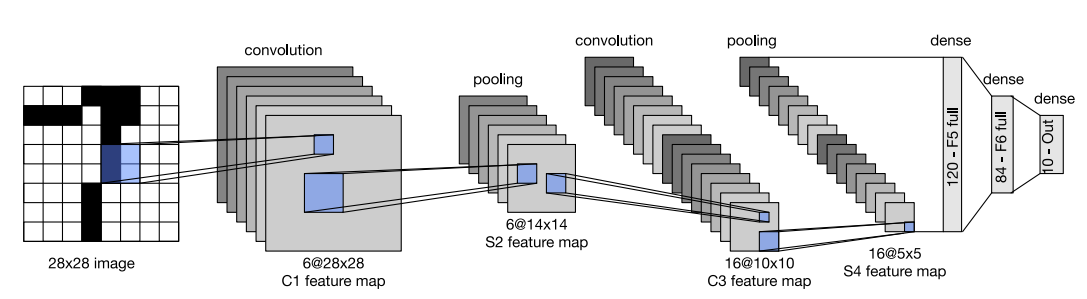 convolution
pooling
convolution
pooling
dense
dense
dense
28x28 image
6@28x28
C1 feature map
6@14x14
S2 feature map
16@10x10
C3 feature map
16@5x5
S4 feature map
120 - F5 full
84 - F6 full
10 - Out